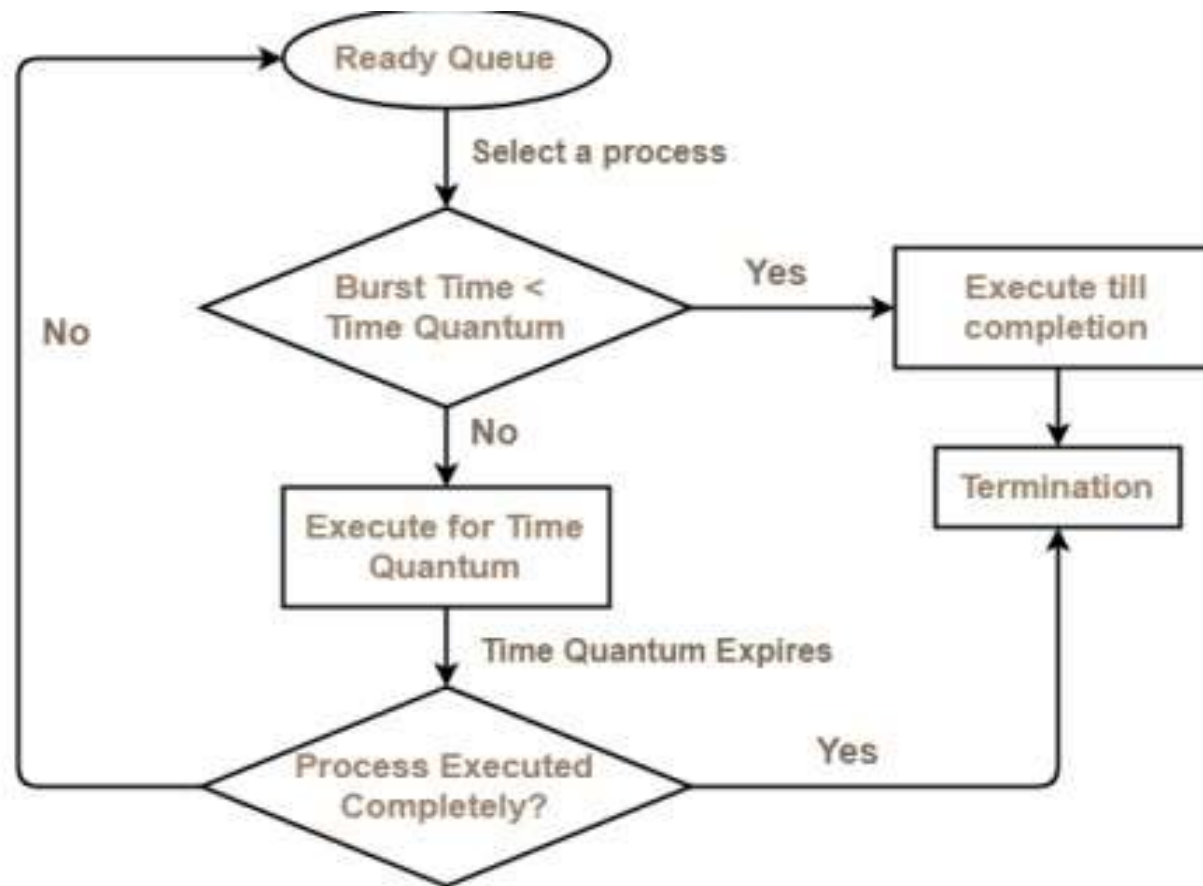 Ready Queue
Select a process
Burst Time <
Time Quantum
Yes
Execute till
completion
No
No
Termination
Execute for Time
Quantum
Time Quantum Expires
Process Executed
Completely?
Yes